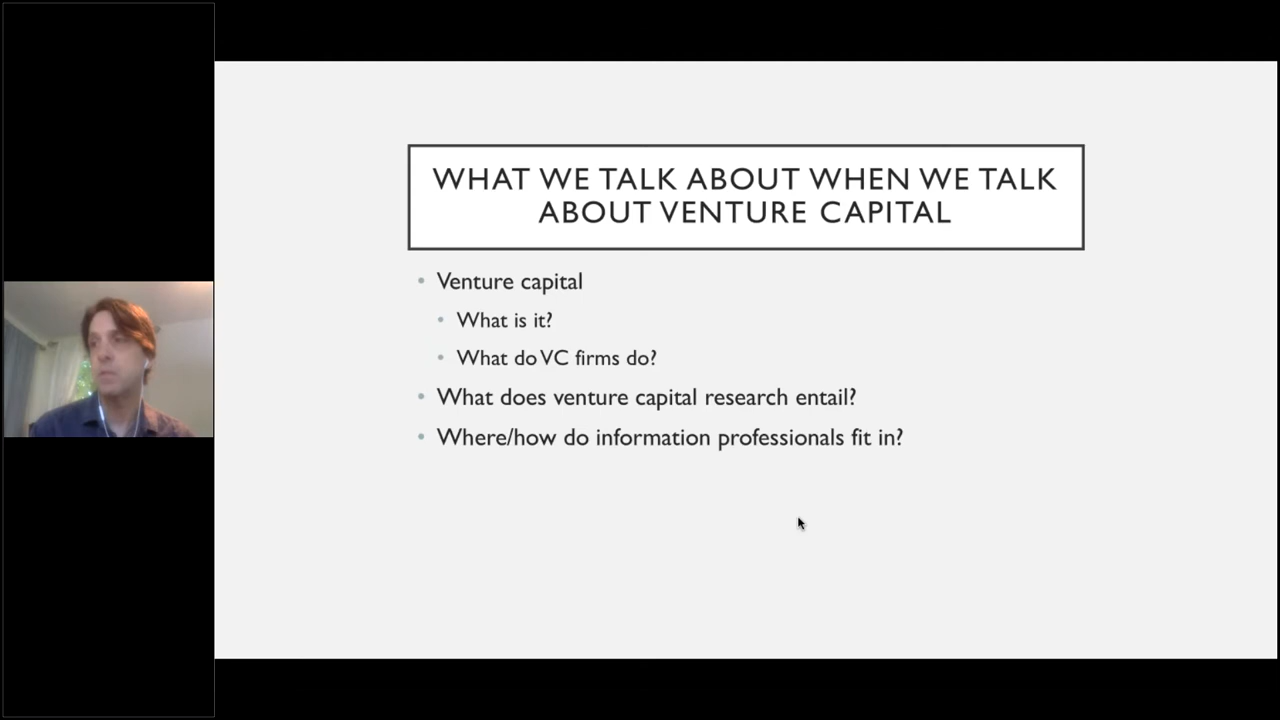 WHAT WE TALK ABOUT WHEN WE TALK
ABOUT VENTURE CAPITAL
• Venture capital
• What is it?
• What do VC firms do?
• What does venture capital research entail?
• Where/how do information professionals fit in?